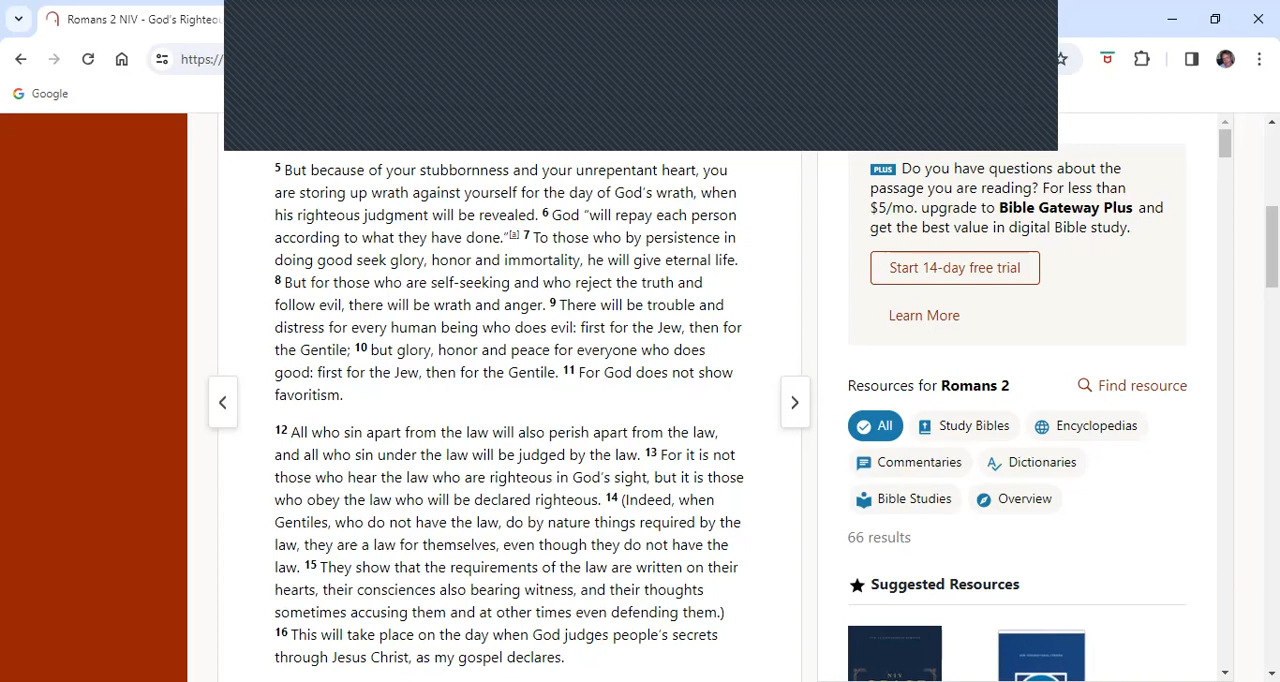 Romans 2 NIV - God's Righteou
https://
Google
5 But because of your stubbornness and your unrepentant heart, you
are storing up wrath against yourself for the day of God's wrath, when
his righteous judgment will be revealed. 6 God “will repay each person
according to what they have done.”[a] 7 To those who by persistence in
doing good seek glory, honor and immortality, he will give eternal life.
8 But for those who are self-seeking and who reject the truth and
follow evil, there will be wrath and anger. 9 There will be trouble and
distress for every human being who does evil: first for the Jew, then for
the Gentile; 10 but glory, honor and peace for everyone who does
good: first for the Jew, then for the Gentile. 11 For God does not show
favoritism.
12 All who sin apart from the law will also perish apart from the law,
and all who sin under the law will be judged by the law. 13 For it is not
those who hear the law who are righteous in God's sight, but it is those
who obey the law who will be declared righteous. 14 (Indeed, when
Gentiles, who do not have the law, do by nature things required by the
law, they are a law for themselves, even though they do not have the
law. 15 They show that the requirements of the law are written on their
hearts, their consciences also bearing witness, and their thoughts
sometimes accusing them and at other times even defending them.)
16 This will take place on the day when God judges people's secrets
through Jesus Christ, as my gospel declares.
PLUS Do you have questions about the
passage you are reading? For less than
$5/mo. upgrade to Bible Gateway Plus and
get the best value in digital Bible study.
Start 14-day free trial
Learn More
Resources for Romans 2 Find resource
All Study Bibles Encyclopedias
Commentaries Dictionaries
Bible Studies Overview
66 results
Suggested Resources
NIV